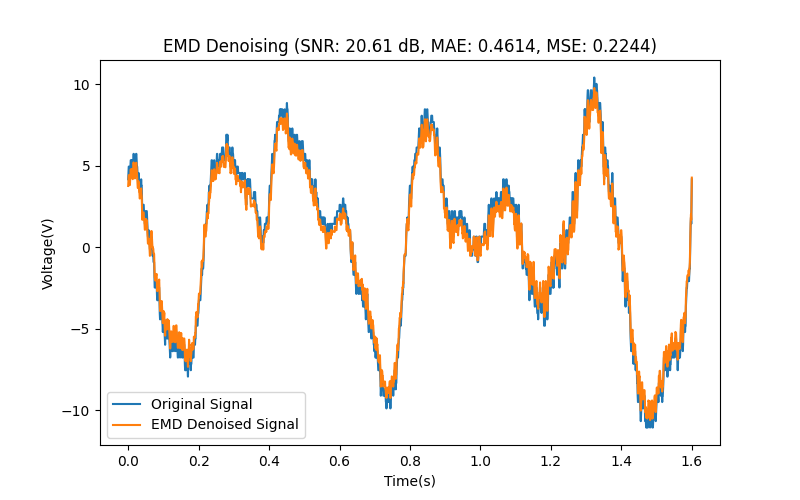 EMD Denoising (SNR: 20.61 dB, MAE: 0.4614, MSE: 0.2244)
10
5
0
−5
−10
Voltage(V)
Original Signal
EMD Denoised Signal
0.0 0.2 0.4 0.6 0.8 1.0 1.2 1.4 1.6
Time(s)